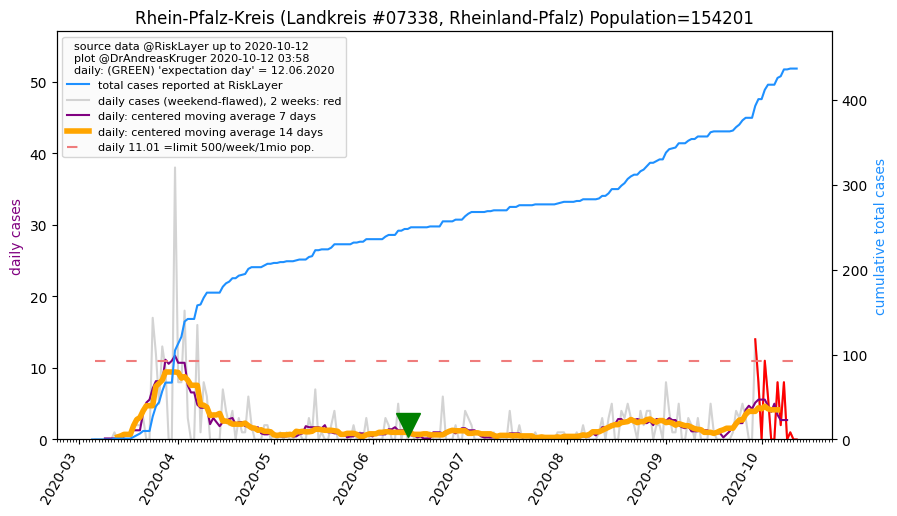 Rhein-Pfalz-Kreis (Landkreis #07338, Rheinland-Pfalz) Population=154201
source data @RiskLayer up to 2020-10-12
plot @DrAndreasKruger 2020-10-12 03:58
daily: (GREEN) 'expectation day' = 12.06.2020
total cases reported at RiskLayer
daily cases (weekend-flawed), 2 weeks: red
daily: centered moving average 7 days
daily: centered moving average 14 days
daily 11.01 =limit 500/week/1mio pop.
daily cases
50
40
30
20
10
0
cumulative total cases
400
300
200
100
0
2020-03
2020-04
2020-05
2020-06
2020-07
2020-08
2020-09
2020-10